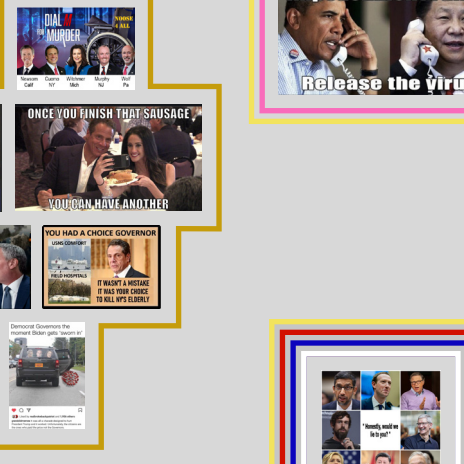 DIAL M
FOR MURDER
NOOSE
4 ALL
Newsom
Calif
Cuomo
NY
Whitmer
Mich
Murphy
NJ
Wolf
Pa
Release the viru
ONCE YOU FINISH THAT SAUSAGE
YOU CAN HAVE ANOTHER
YOU HAD A CHOICE GOVERNOR
USNS COMFORT
FIELD HOSPITALS
IT WASN'T A MISTAKE
IT WAS YOUR CHOICE
TO KILL NY'S ELDERLY
Democrat Governors the
moment Biden gets 'sworn in'
" Honestly, would we
lie to you? "